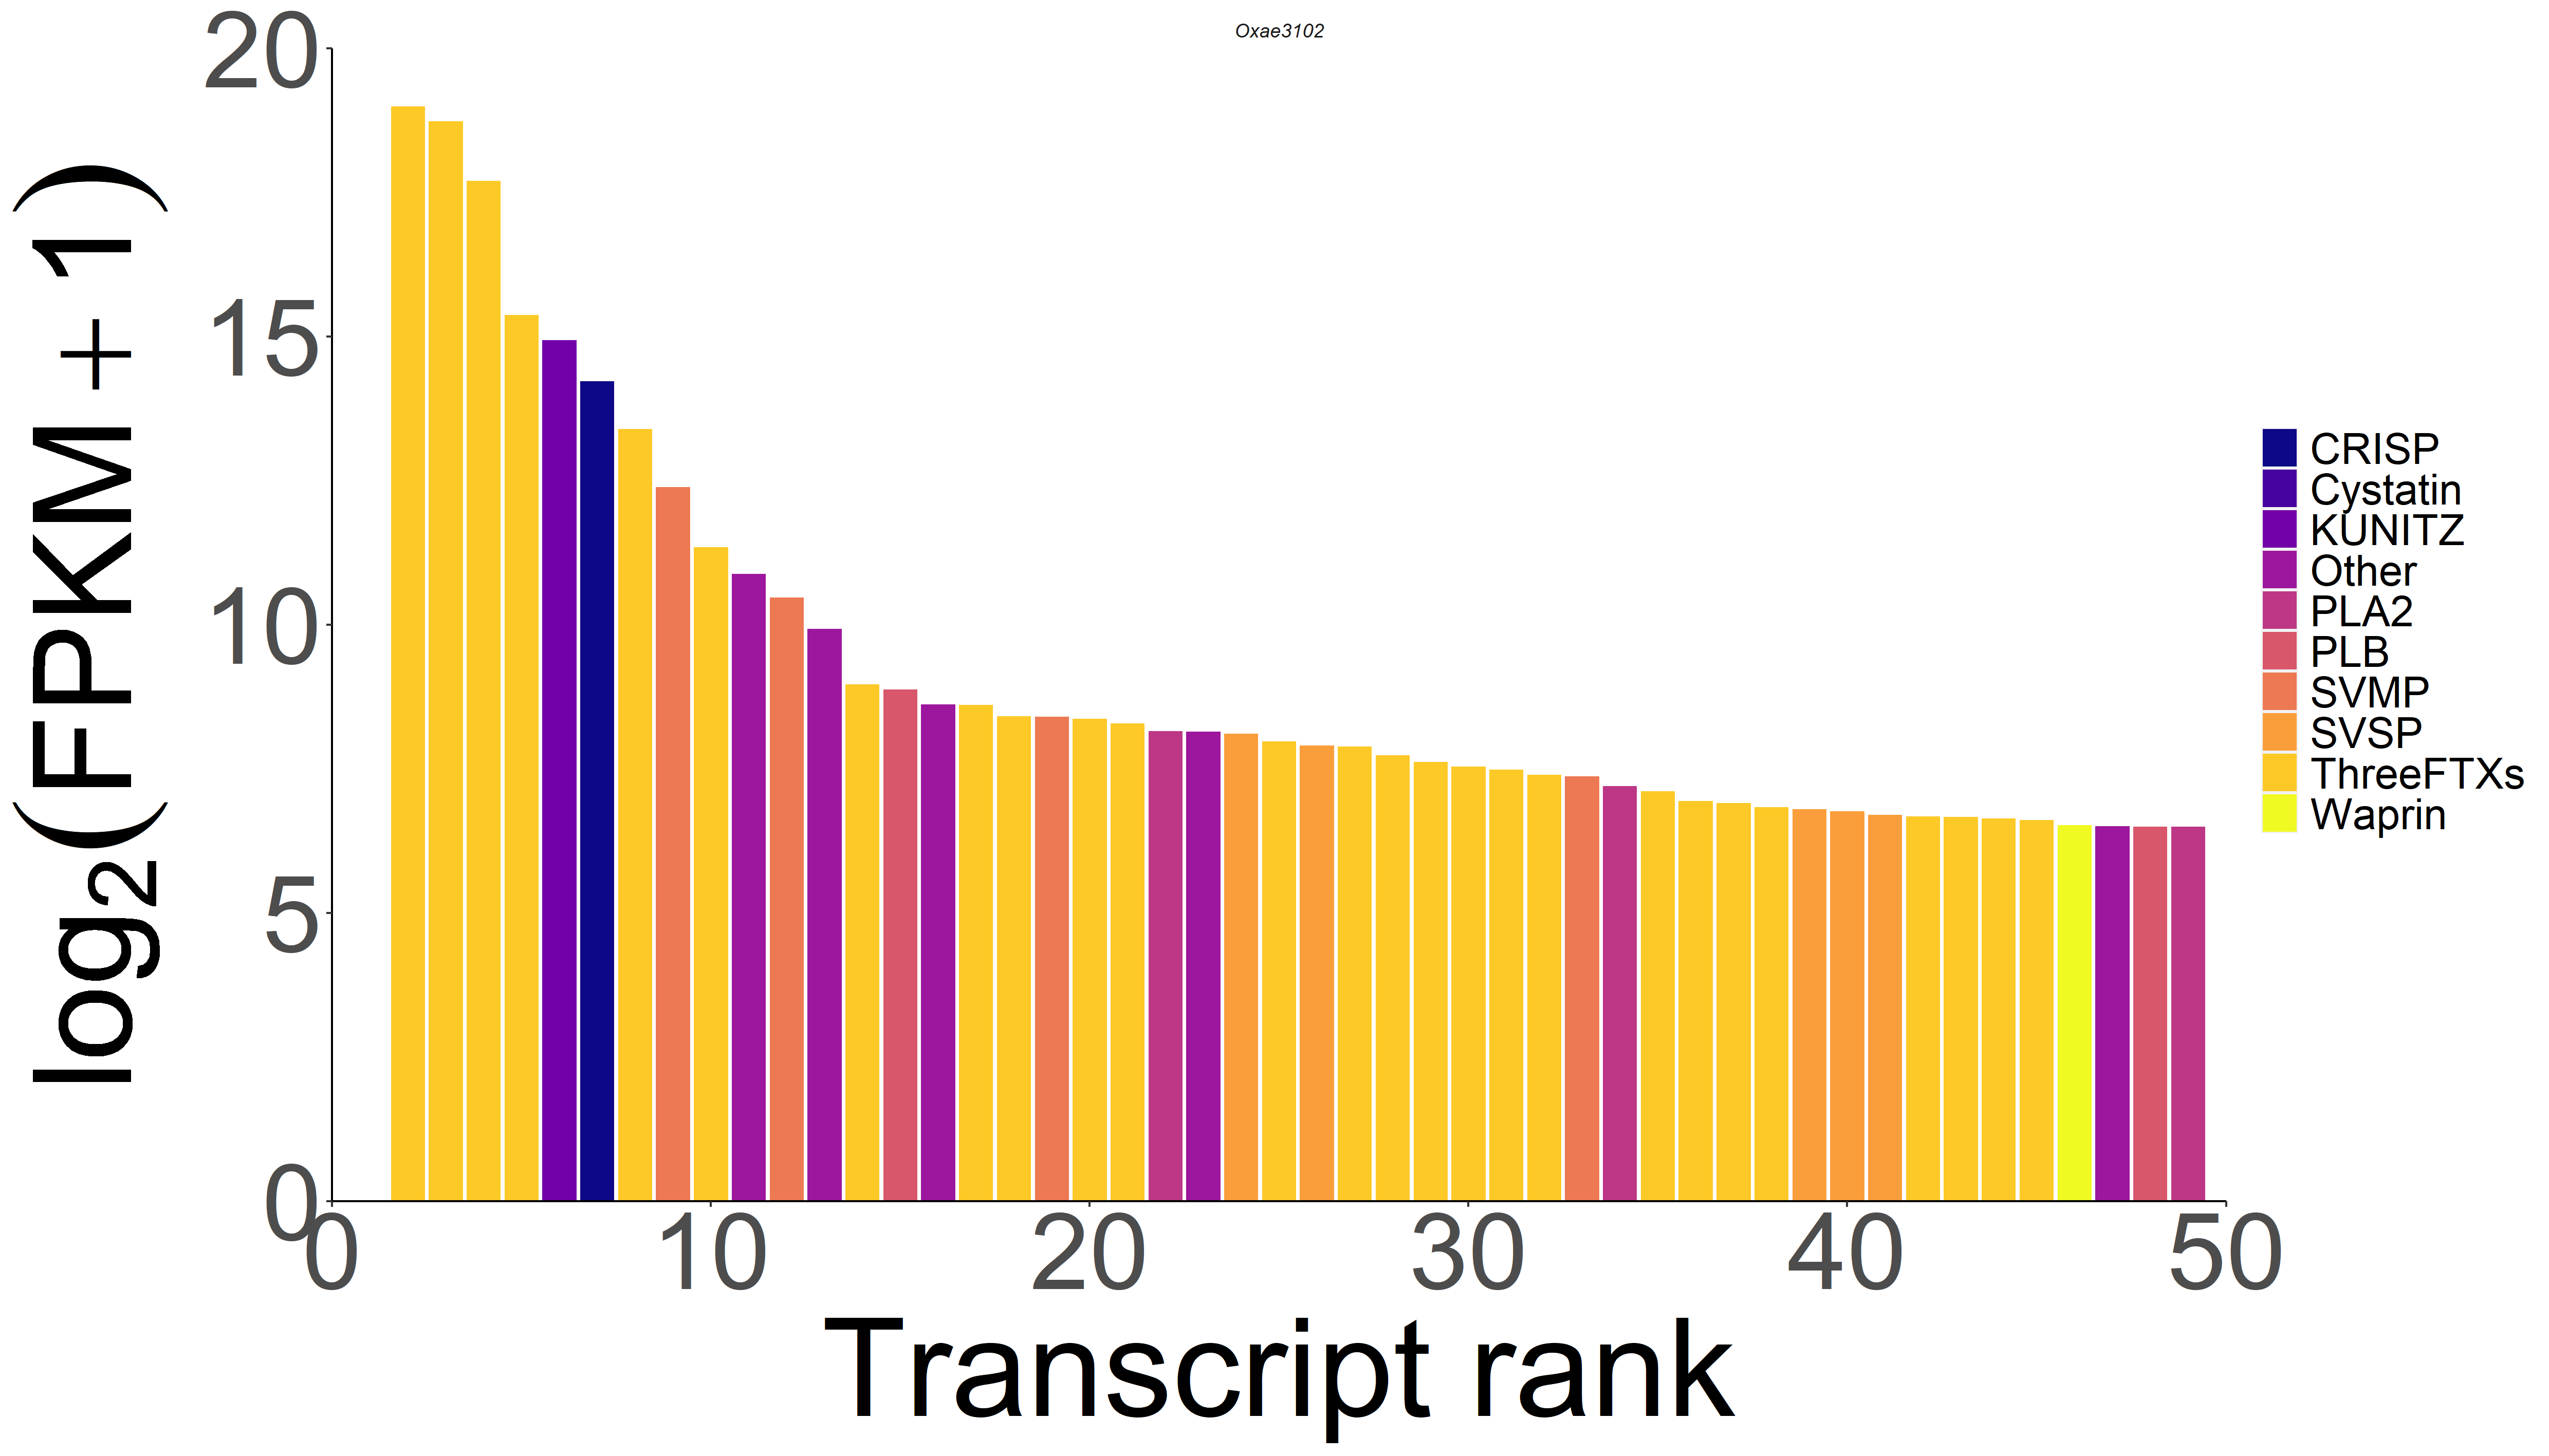 Oxae3102
log₂(FPKM + 1)
20
15
10
5
0
0 10 20 30 40 50
Transcript rank
CRISP
Cystatin
KUNITZ
Other
PLA2
PLB
SVMP
SVSP
ThreeFTXs
Waprin